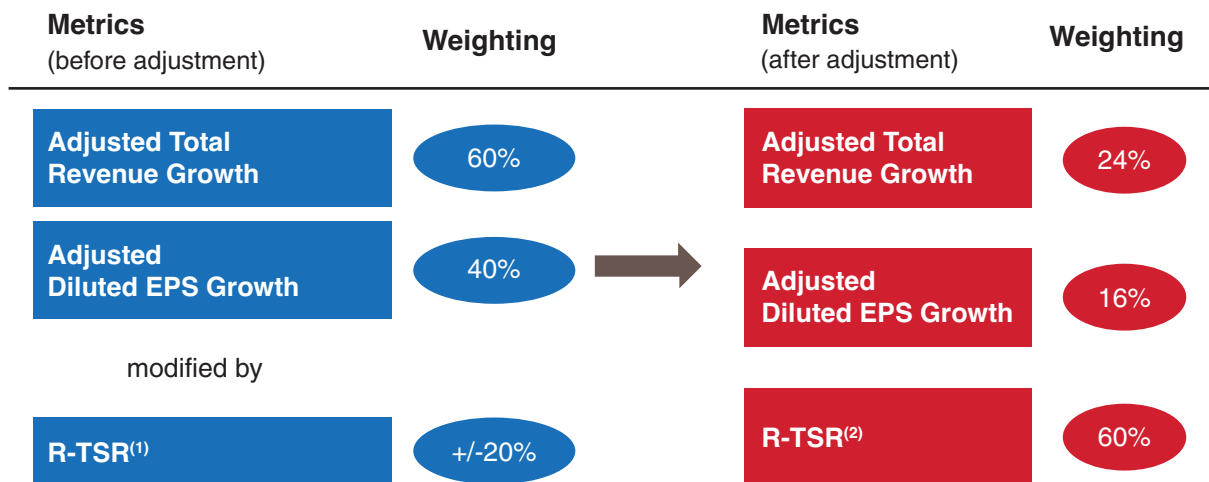 Metrics
(before adjustment)
Weighting
Metrics
(after adjustment)
Weighting
Adjusted Total
Revenue Growth
60%
Adjusted Total
Revenue Growth
24%
Adjusted
Diluted EPS Growth
40%
Adjusted
Diluted EPS Growth
16%
modified by
R-TSR(1)
+/-20%
R-TSR(2)
60%